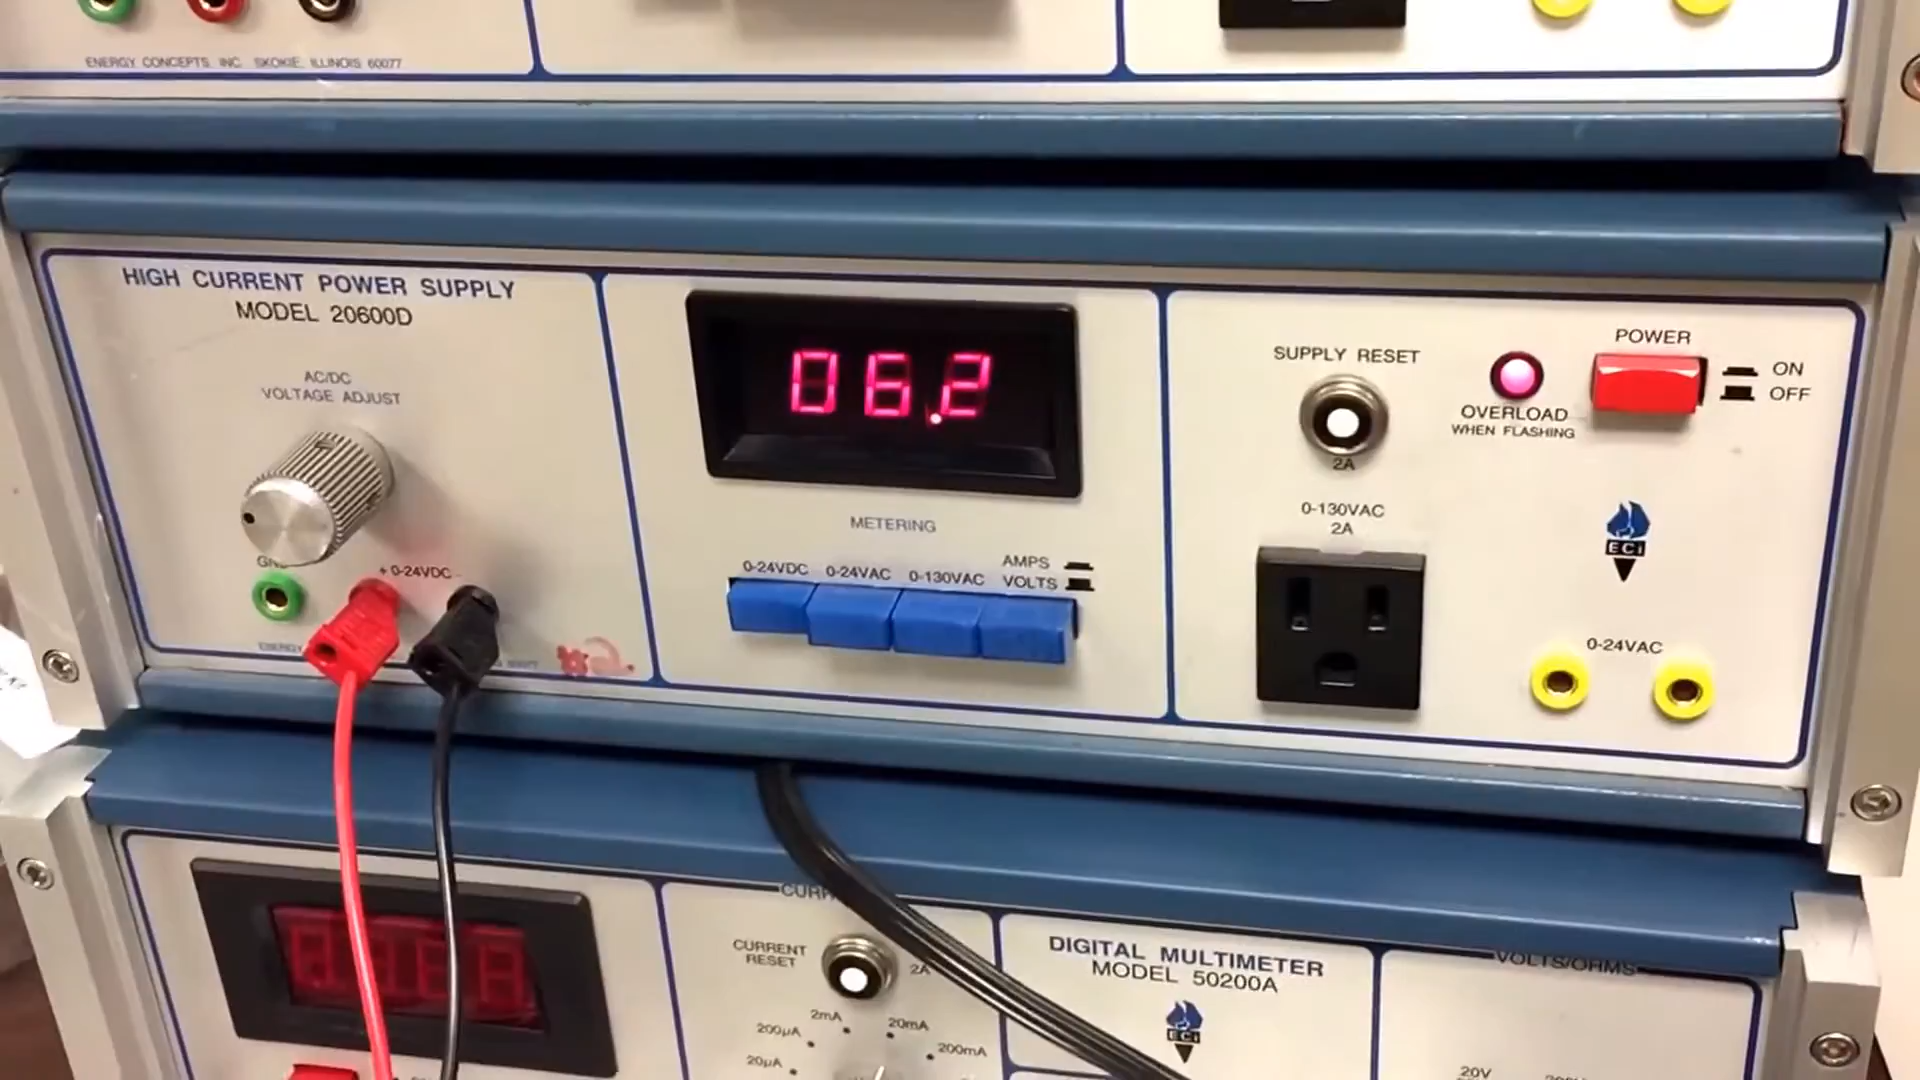 ENERGY CONCEPTS, INC. SKOKIE, ILLINOIS 60077
HIGH CURRENT POWER SUPPLY
MODEL 20600D
AC/DC
VOLTAGE ADJUST
+ 0-24VDC -
ENERGY
06.2
METERING
0-24VDC 0-24VAC 0-130VAC
AMPS
VOLTS
SUPPLY RESET
2A
0-130VAC
2A
OVERLOAD
WHEN FLASHING
POWER
ON
OFF
ECi
0-24VAC
CURRENT
RESET
2A
2mA
20mA
200µA
200mA
20µA
DIGITAL MULTIMETER
MODEL 50200A
ECi
VOLTS/OHMS
20V